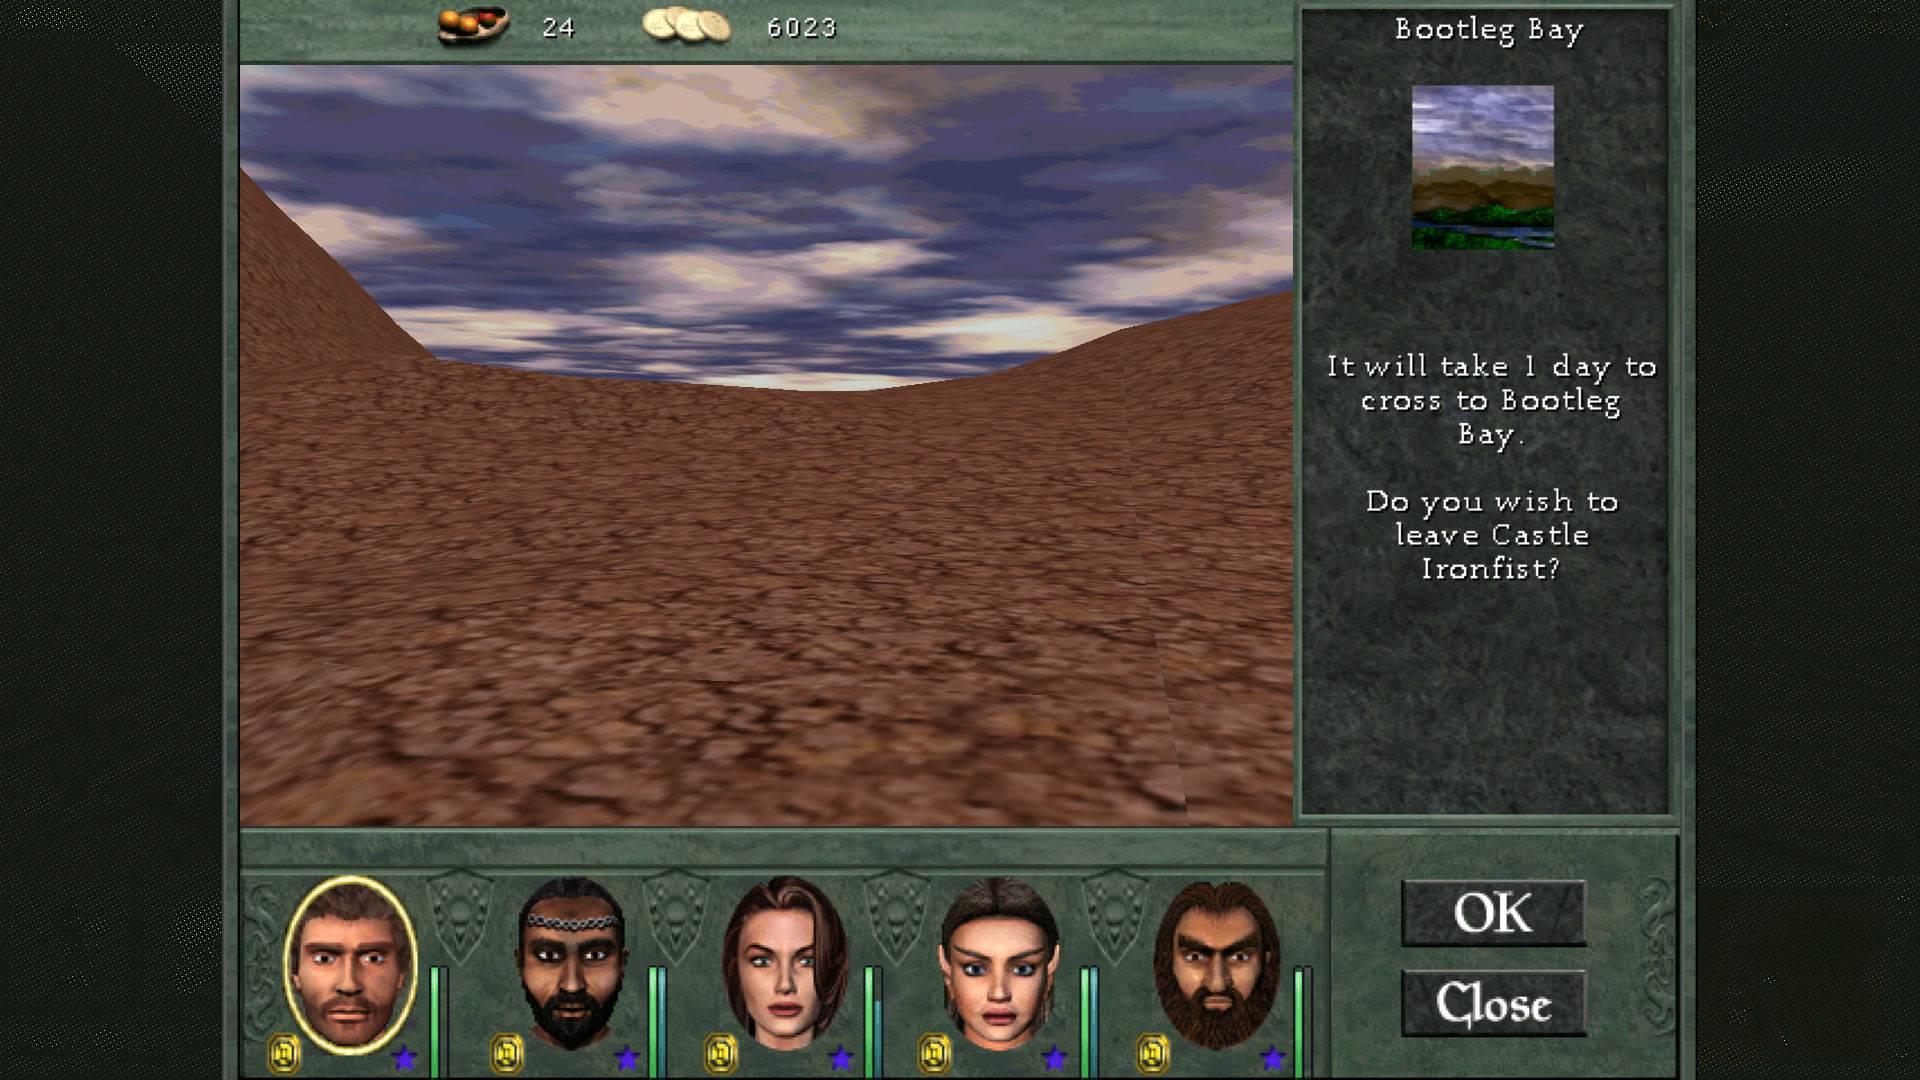 24
6023
Bootleg Bay
It will take 1 day to
cross to Bootleg
Bay.
Do you wish to
leave Castle
Ironfist?
OK
Close